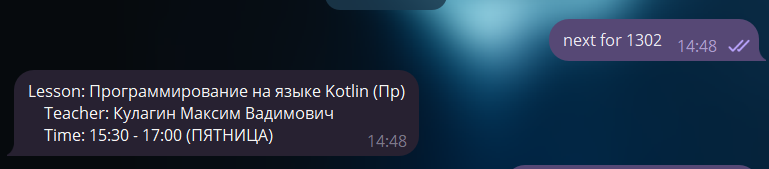 next for 1302 14:48
Lesson: Программирование на языке Kotlin (Пр)
Teacher: Кулагин Максим Вадимович
Time: 15:30 - 17:00 (ПЯТНИЦА)
14:48